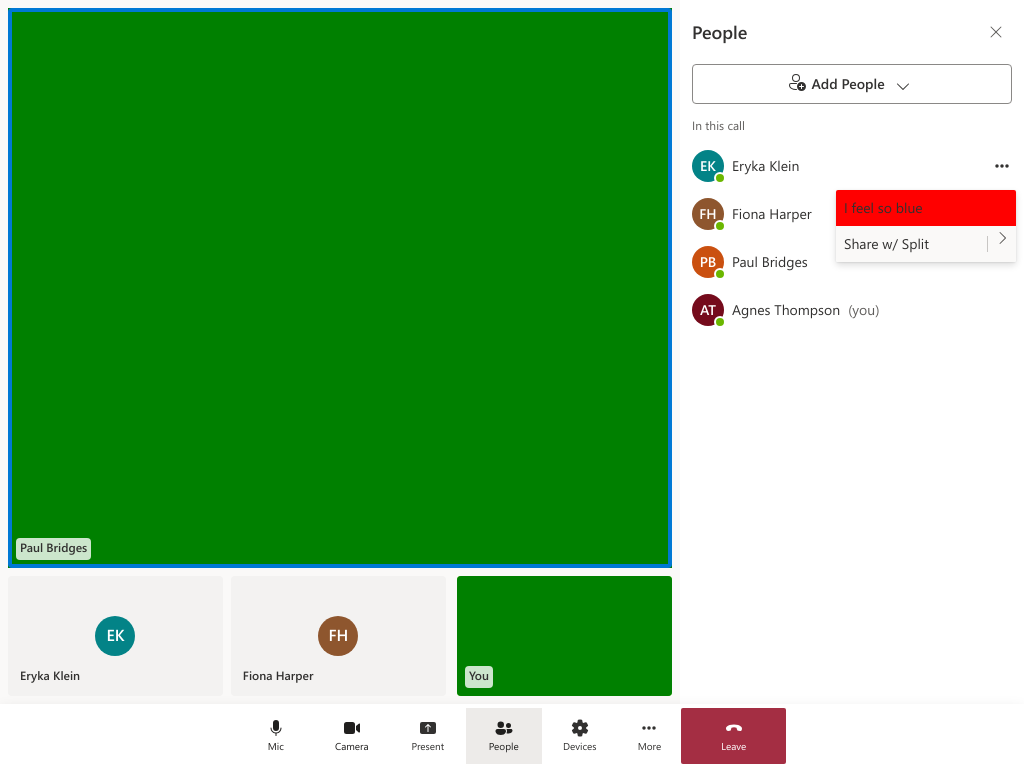 People
Add People
In this call
EK Eryka Klein
I feel so blue
FH Fiona Harper
Share w/ Split
PB Paul Bridges
AT Agnes Thompson (you)
Paul Bridges
EK
Eryka Klein
FH
Fiona Harper
You
Mic
Camera
Present
People
Devices
More
Leave